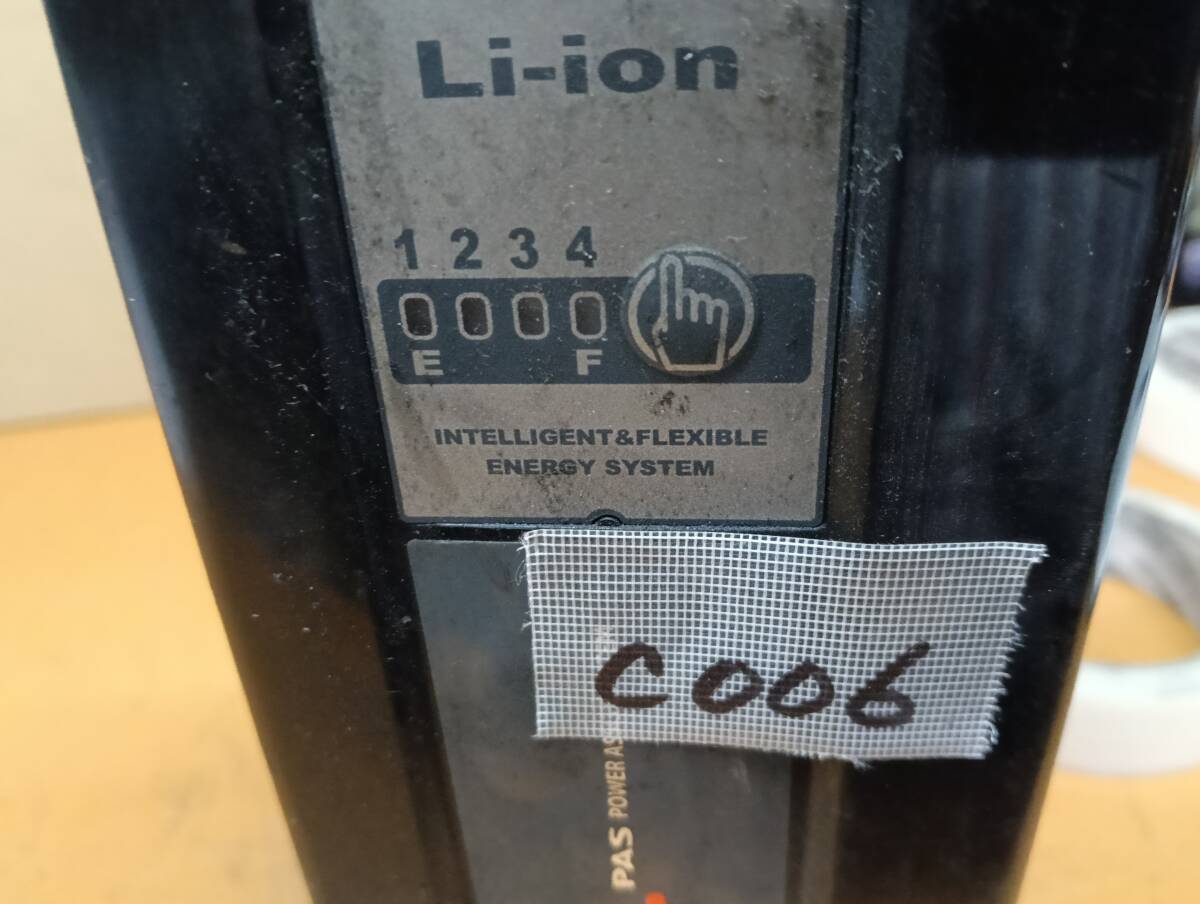 Li-ion
1 2 3 4
E F
INTELLIGENT&FLEXIBLE
ENERGY SYSTEM
C006
PAS POWER AS